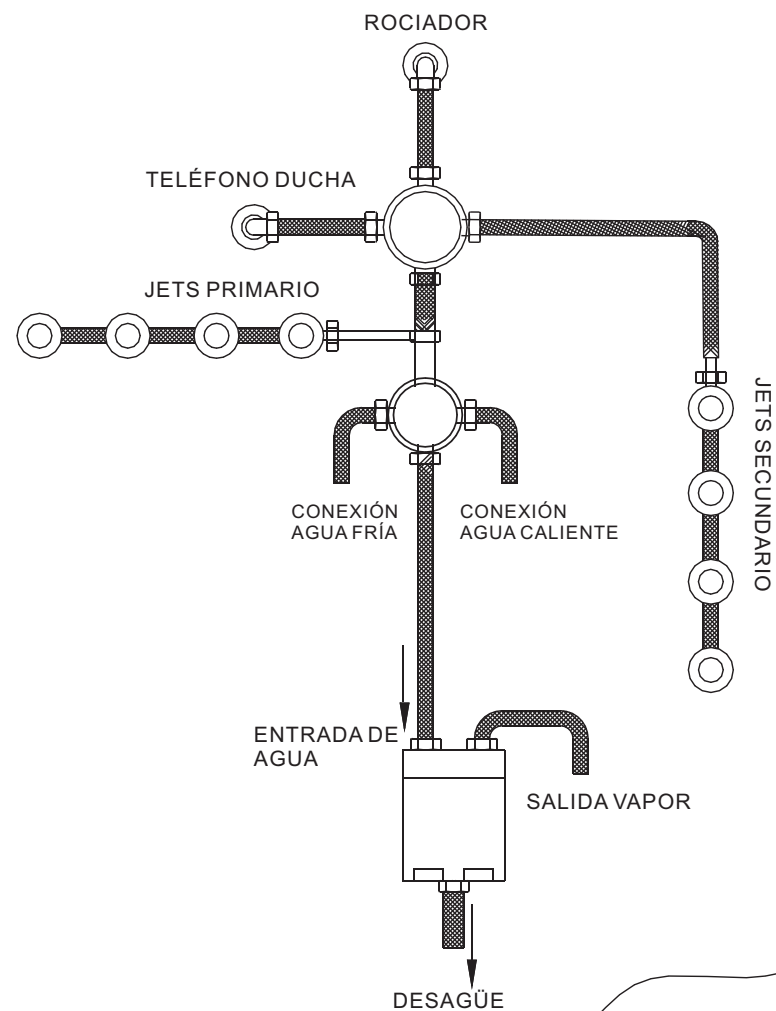 ROCIADOR
TELÉFONO DUCHA
JETS PRIMARIO
JETS SECUNDARIO
CONEXIÓN
AGUA FRÍA
CONEXIÓN
AGUA CALIENTE
ENTRADA DE
AGUA
SALIDA VAPOR
DESAGÜE